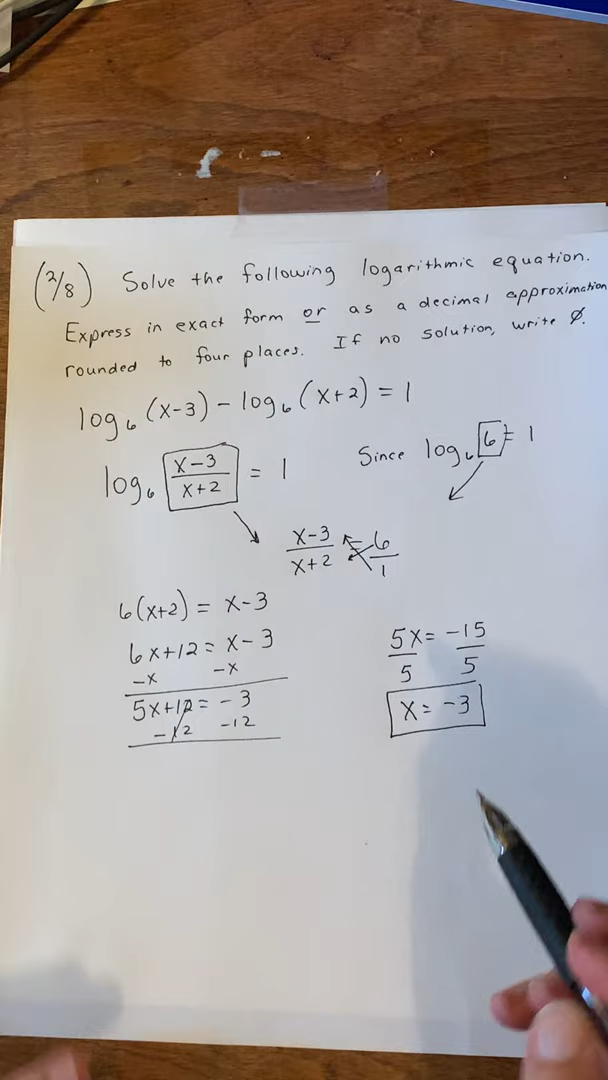 (2/8) Solve the following logarithmic equation.
Express in exact form or as a decimal approximation
rounded to four places. If no solution, write ∅.
log₆(x-3) - log₆(x+2) = 1
log₆ (x-3)/(x+2) = 1
Since log₆ 6 = 1
(x-3)/(x+2) = 6/1
6(x+2) = x-3
6x+12 = x-3
-x -x
5x+12 = -3
-12 -12
5x = -15
5 5
x = -3